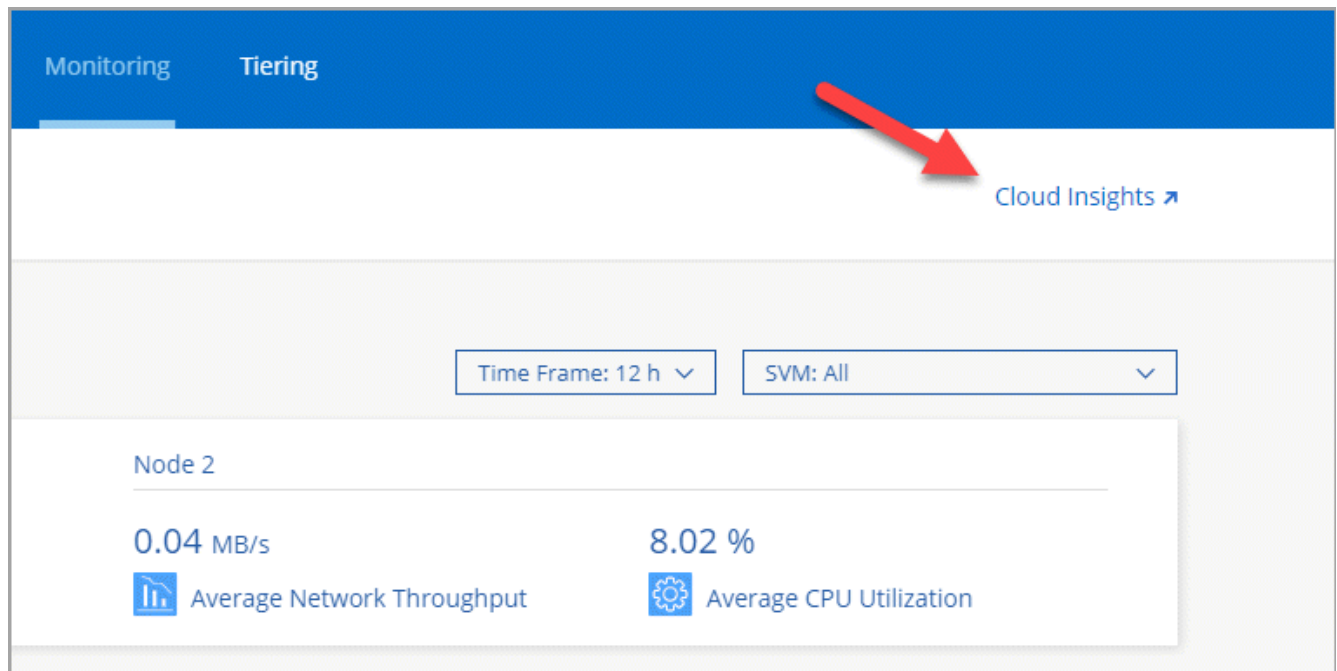 Monitoring Tiering
Cloud Insights
Time Frame: 12 h SVM: All
Node 2
0.04 MB/s 8.02 %
Average Network Throughput Average CPU Utilization